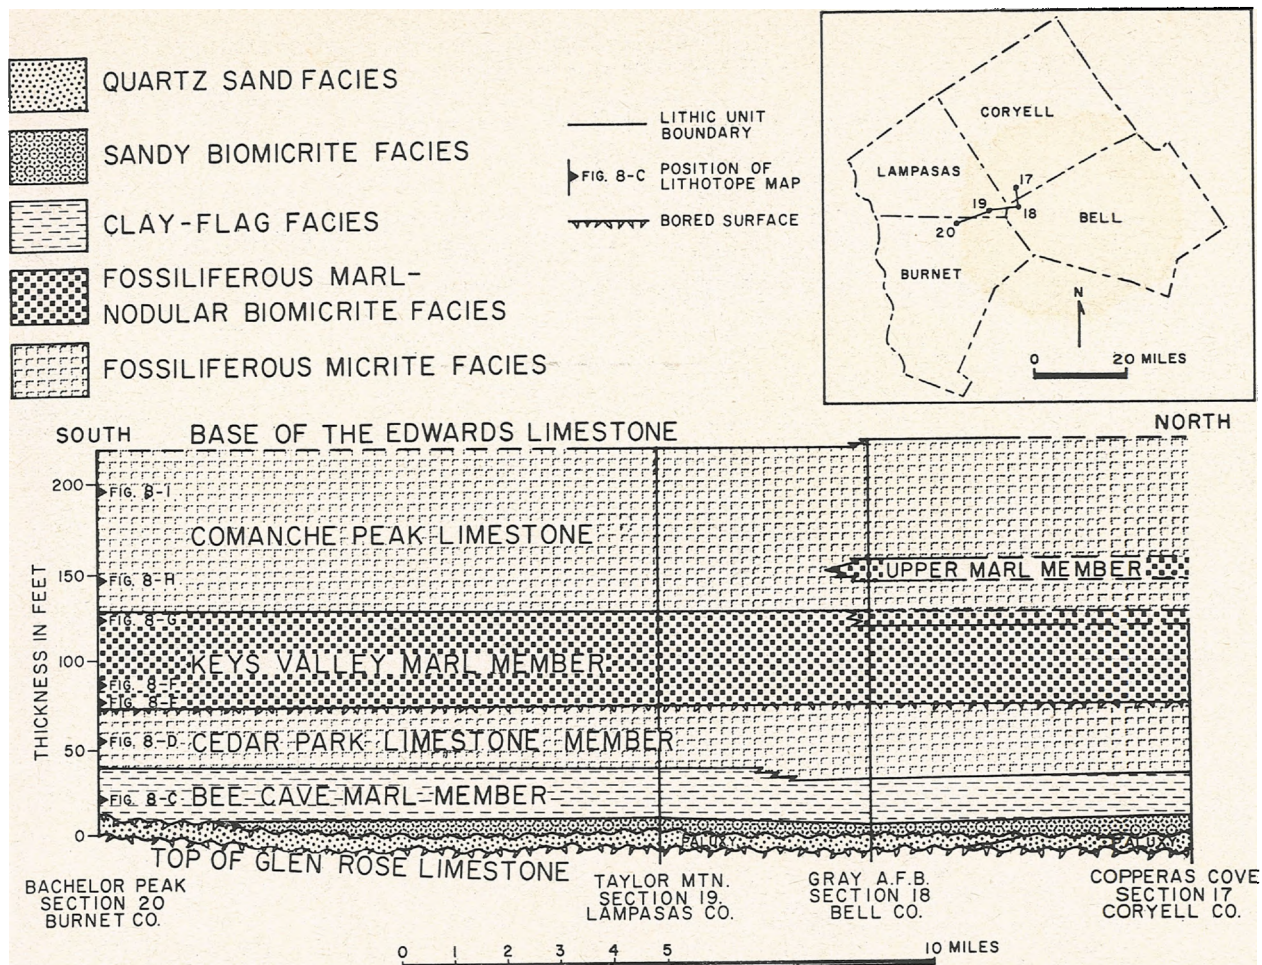 QUARTZ SAND FACIES
SANDY BIOMICRITE FACIES
CLAY-FLAG FACIES
FOSSILIFEROUS MARL-
NODULAR BIOMICRITE FACIES
FOSSILIFEROUS MICRITE FACIES
LITHIC UNIT
BOUNDARY
FIG. 8-C
POSITION OF
LITHOTOPE MAP
BORED SURFACE
CORYELL
LAMPASAS
17
19
18
BELL
20
BURNET
N
0 20 MILES
SOUTH
BASE OF THE EDWARDS LIMESTONE
NORTH
200
FIG. 8-I
COMANCHE PEAK LIMESTONE
150
FIG. 8-H
UPPER MARL MEMBER
FIG. 8-G
100
KEYS VALLEY MARL MEMBER
FIG. 8-F
FIG. 8-E
50
FIG. 8-D
CEDAR PARK LIMESTONE MEMBER
FIG. 8-C
BEE CAVE MARL MEMBER
0
PALUXY
PALUXY
THICKNESS IN FEET
TOP OF GLEN ROSE LIMESTONE
BACHELOR PEAK
SECTION 20
BURNET CO.
TAYLOR MTN.
SECTION 19.
LAMPASAS CO.
GRAY A.F.B.
SECTION 18
BELL CO.
COPPERAS COVE
SECTION 17
CORYELL CO.
0 1 2 3 4 5 10 MILES